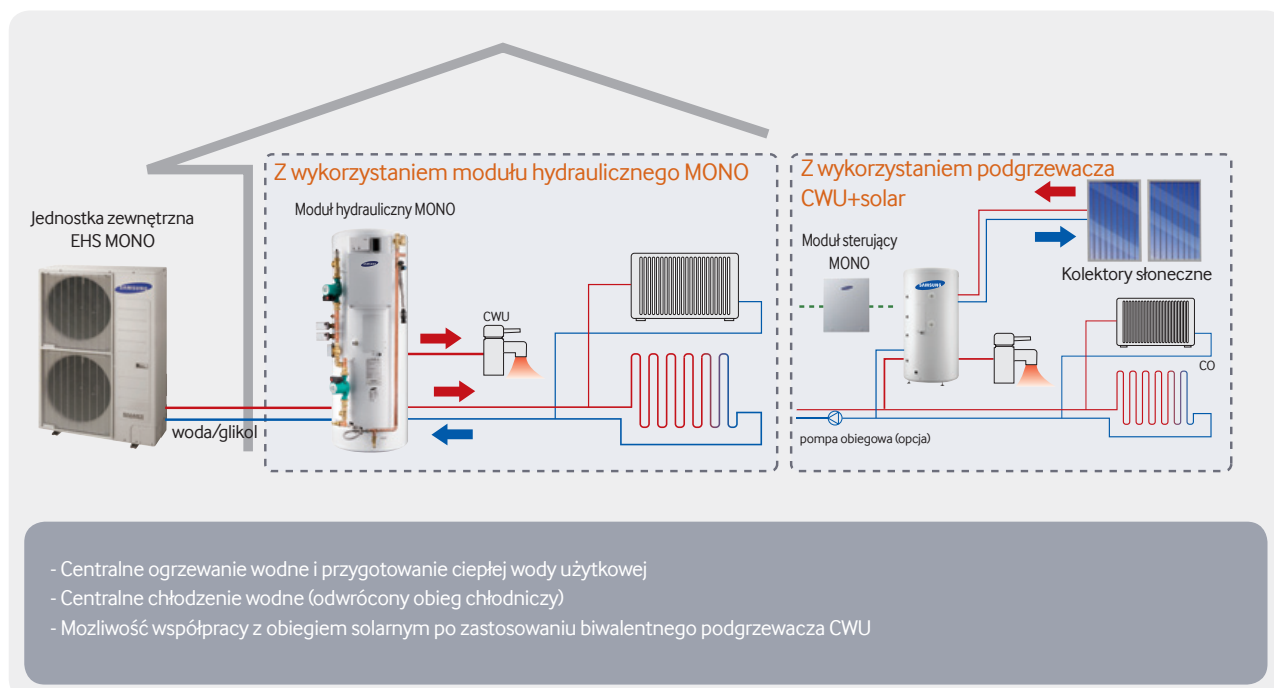 Z wykorzystaniem modułu hydraulicznego MONO
Moduł hydrauliczny MONO
Jednostka zewnętrzna
EHS MONO
SAMSUNG
CWU
woda/glikol
Z wykorzystaniem podgrzewacza
CWU+solar
Moduł sterujący
MONO
SAMSUNG
Kolektory słoneczne
CO
pompa obiegowa (opcja)
- Centralne ogrzewanie wodne i przygotowanie ciepłej wody użytkowej
- Centralne chłodzenie wodne (odwrócony obieg chłodniczy)
- Mozliwość współpracy z obiegiem solarnym po zastosowaniu biwalentnego podgrzewacza CWU